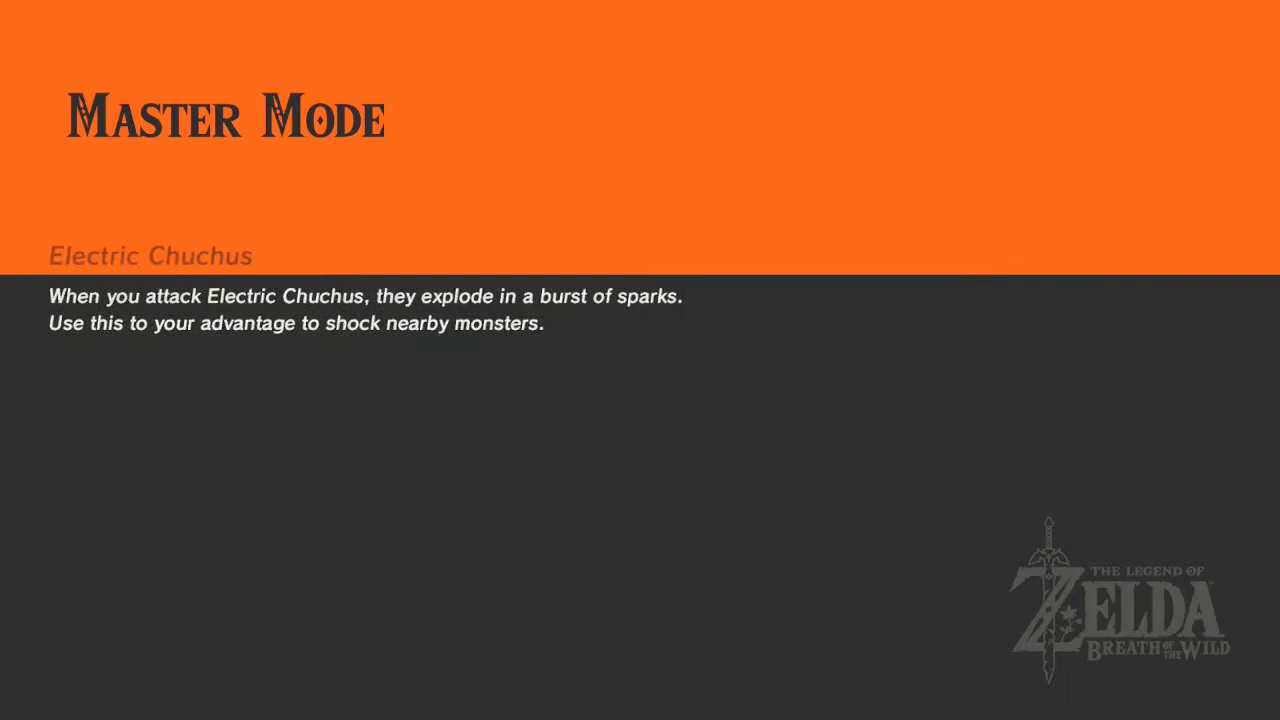 Master Mode
Electric Chuchus
When you attack Electric Chuchus, they explode in a burst of sparks.
Use this to your advantage to shock nearby monsters.
THE LEGEND OF
ZELDA
BREATH OF THE WILD